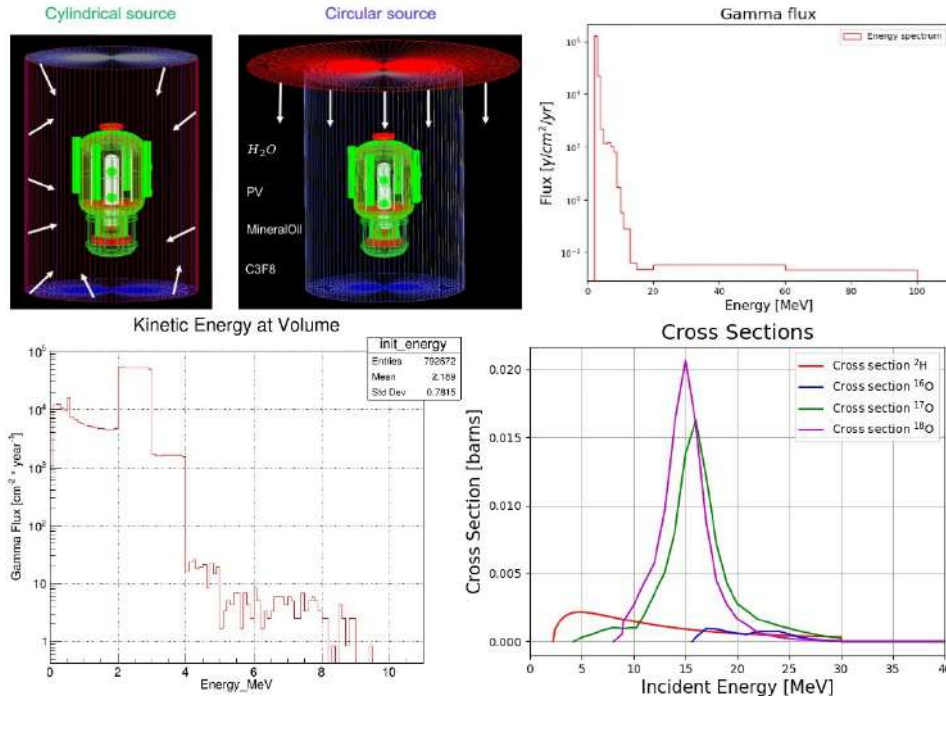 Cylindrical source
Circular source
H₂O
PV
MineralOil
C3F8
Gamma flux
Energy spectrum
Flux [γ/cm²/yr]
10⁻²
0 20 40 60 80 100
Energy [MeV]
Kinetic Energy at Volume
init_energy
Entries 792672
Mean 2.189
Std Dev 0.7815
Gamma Flux [cm⁻² * year⁻¹]
10⁵
10⁴
10³
10²
10
1
0 2 4 6 8 10
Energy_MeV
Cross Sections
Cross section ²H
Cross section ¹⁶O
Cross section ¹⁷O
Cross section ¹⁸O
Cross Section [barns]
0.020
0.015
0.010
0.005
0.000
0 5 10 15 20 25 30 35 40
Incident Energy [MeV]